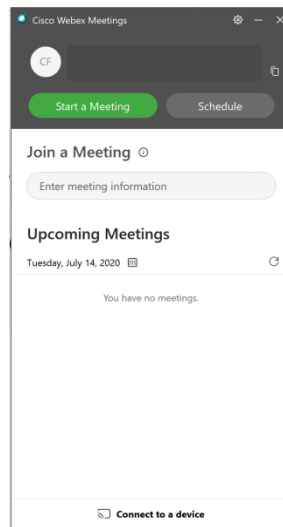 Cisco Webex Meetings
CF
Start a Meeting
Schedule
Join a Meeting
Enter meeting information
Upcoming Meetings
Tuesday, July 14, 2020
You have no meetings.
Connect to a device